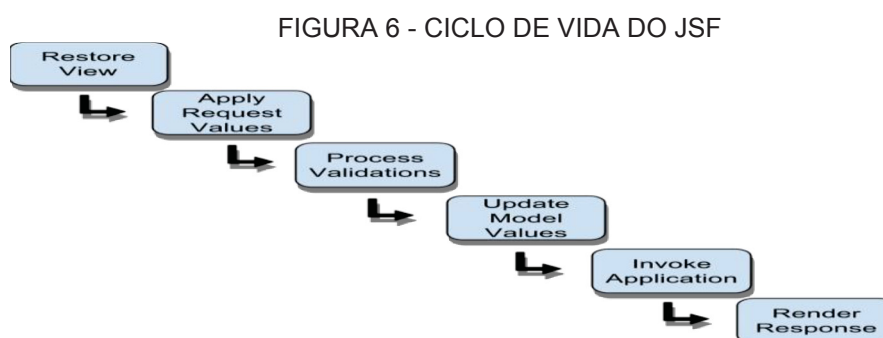 FIGURA 6 - CICLO DE VIDA DO JSF
Restore
View
Apply
Request
Values
Process
Validations
Update
Model
Values
Invoke
Application
Render
Response